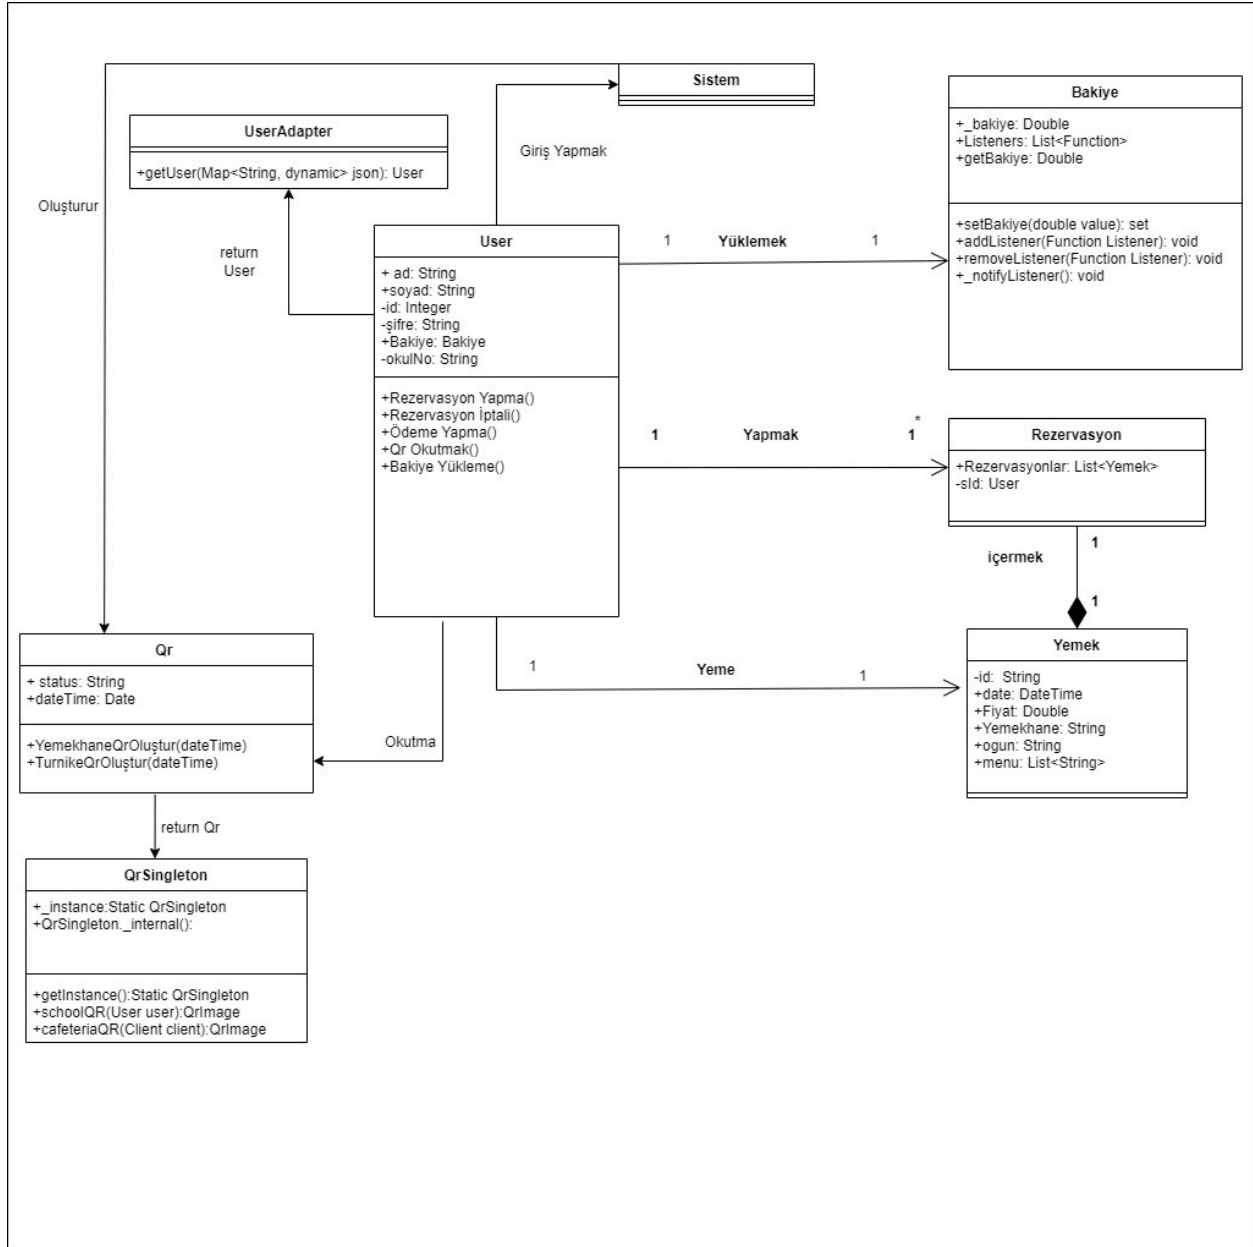 Sistem
UserAdapter
+getUser(Map<String, dynamic> json): User
Giriş Yapmak
Oluşturur
return
User
Bakiye
+_bakiye: Double
+Listeners: List<Function>
+getBakiye: Double
+setBakiye(double value): set
+addListener(Function Listener): void
+removeListener(Function Listener): void
+_notifyListener(): void
User
+ ad: String
+soyad: String
-id: Integer
-şifre: String
+Bakiye: Bakiye
-okulNo: String
+Rezervasyon Yapma()
+Rezervasyon İptali()
+Ödeme Yapma()
+Qr Okutmak()
+Bakiye Yükleme()
1 Yüklemek 1
*
1 Yapmak 1
Rezervasyon
+Rezervasyonlar: List<Yemek>
-sId: User
1
içermek
1
Yemek
-id:  String
+date: DateTime
+Fiyat: Double
+Yemekhane: String
+ogun: String
+menu: List<String>
1 Yeme 1
Okutma
Qr
+ status: String
+dateTime: Date
+YemekhaneQrOluştur(dateTime)
+TurnikeQrOluştur(dateTime)
return Qr
QrSingleton
+_instance:Static QrSingleton
+QrSingleton._internal():
+getInstance():Static QrSingleton
+schoolQR(User user):QrImage
+cafeteriaQR(Client client):QrImage